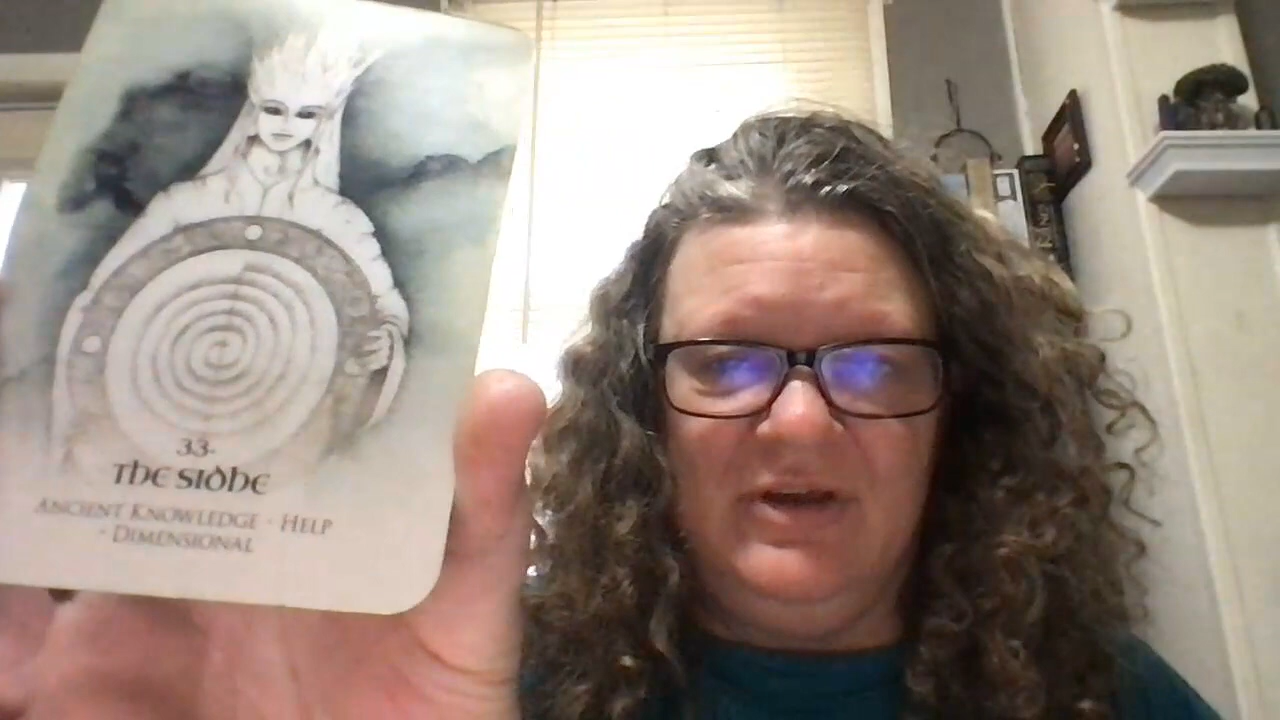 33.
The Sidhe
Ancient Knowledge · Help
· Dimensional